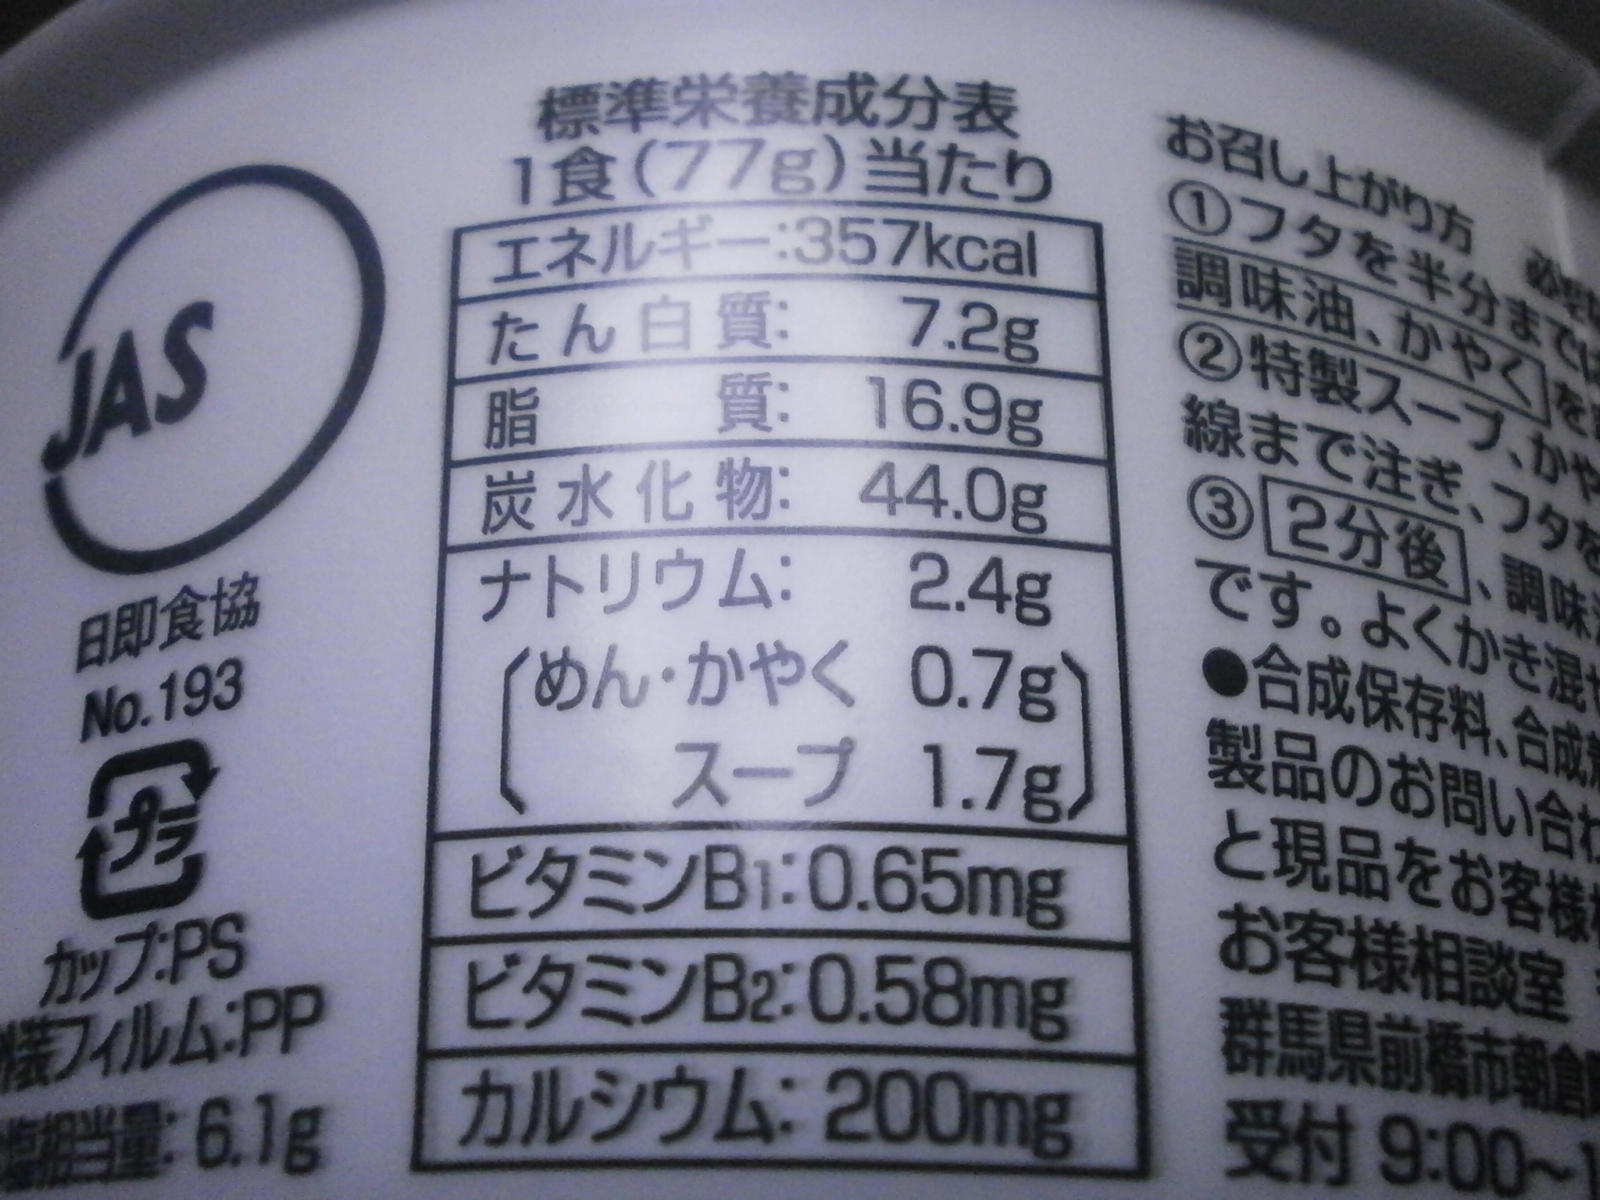 JAS
日即食協
No.193
プラ
カップ:PS
装フィルム:PP
相当量: 6.1g
標準栄養成分表
1食(77g)当たり
エネルギー:357kcal
たん白質: 7.2g
脂 質: 16.9g
炭水化物: 44.0g
ナトリウム: 2.4g
めん・かやく 0.7g
スープ 1.7g
ビタミンB1:0.65mg
ビタミンB2:0.58mg
カルシウム: 200mg
お召し上がり方
①フタを半分まで
調味油、かやくを
②特製スープ、かや
線まで注ぎ、フタを
③2分後、調味
です。よくかき混
●合成保存料、合成
製品のお問い合わ
と現品をお客様
お客様相談室
群馬県前橋市朝倉
受付 9:00〜1